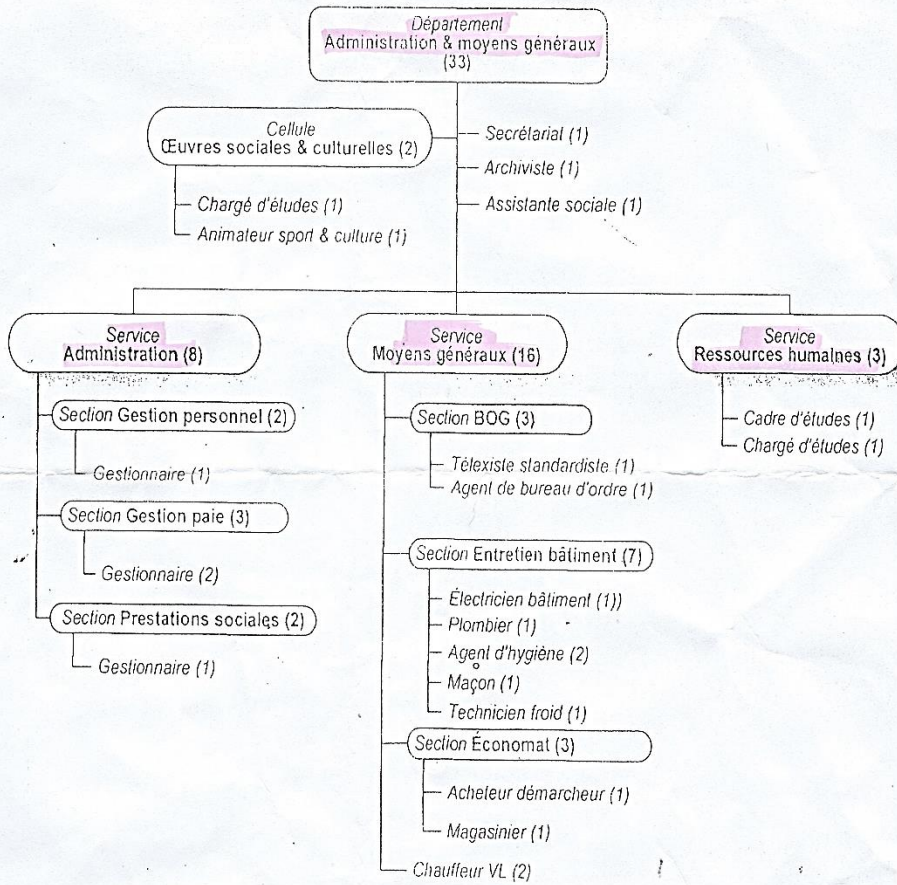 Département
Administration & moyens généraux
(33)
Cellule
Œuvres sociales & culturelles (2)
Chargé d'études (1)
Animateur sport & culture (1)
Secrétarial (1)
Archiviste (1)
Assistante sociale (1)
Service
Administration (8)
Section Gestion personnel (2)
Gestionnaire (1)
Section Gestion paie (3)
Gestionnaire (2)
Section Prestations sociales (2)
Gestionnaire (1)
Service
Moyens généraux (16)
Section BOG (3)
Télexiste standardiste (1)
Agent de bureau d'ordre (1)
Section Entretien bâtiment (7)
Électricien bâtiment (1))
Plombier (1)
Agent d'hygiène (2)
Maçon (1)
Technicien froid (1)
Section Économat (3)
Acheteur démarcheur (1)
Magasinier (1)
Chauffeur VL (2)
Service
Ressources humaines (3)
Cadre d'études (1)
Chargé d'études (1)